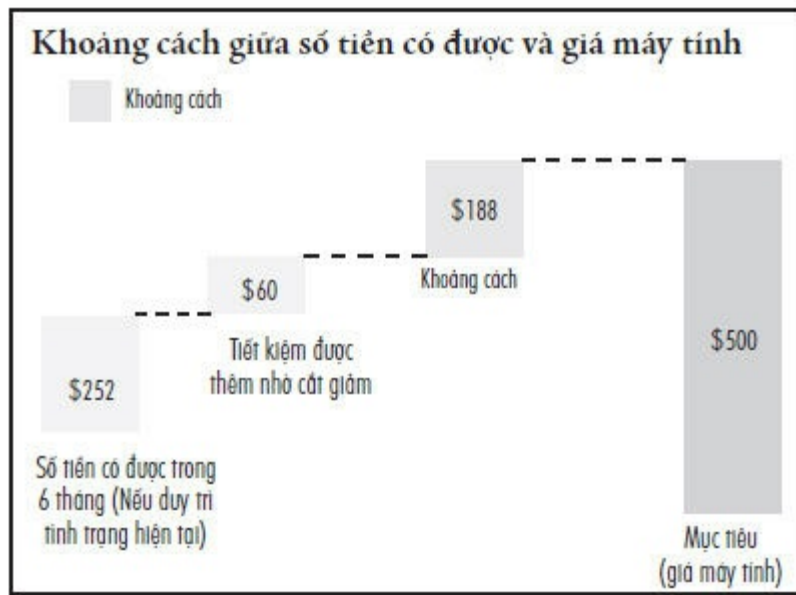 Khoảng cách giữa số tiền có được và giá máy tính
Khoảng cách
$188
Khoảng cách
$60
Tiết kiệm được
thêm nhờ cắt giảm
$500
$252
Số tiền có được trong
6 tháng (Nếu duy trì
tình trạng hiện tại)
Mục tiêu
(giá máy tính)